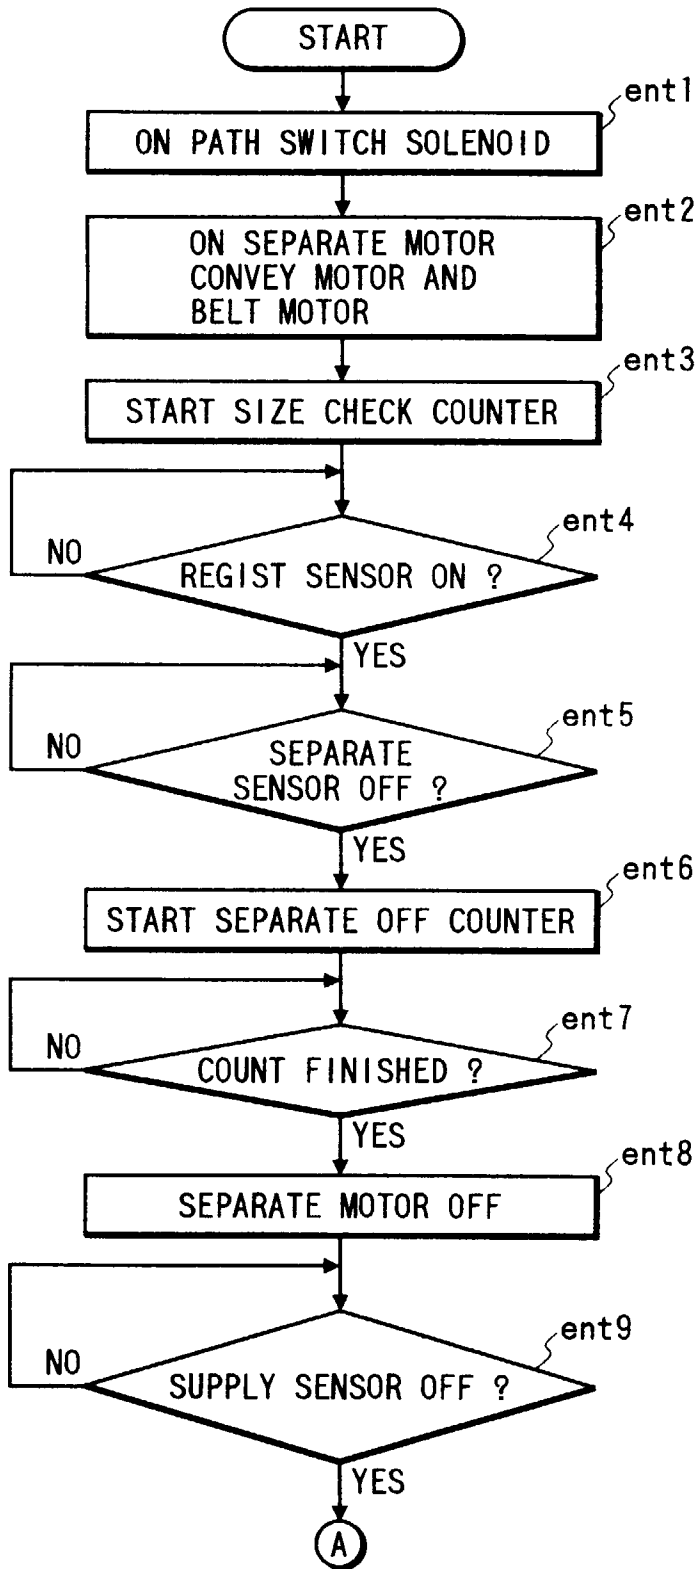 START
ent1
ON PATH SWITCH SOLENOID
ent2
ON SEPARATE MOTOR
CONVEY MOTOR AND
BELT MOTOR
ent3
START SIZE CHECK COUNTER
ent4
NO
REGIST SENSOR ON ?
YES
ent5
NO
SEPARATE
SENSOR OFF ?
YES
ent6
START SEPARATE OFF COUNTER
ent7
NO
COUNT FINISHED ?
YES
ent8
SEPARATE MOTOR OFF
ent9
NO
SUPPLY SENSOR OFF ?
YES
A